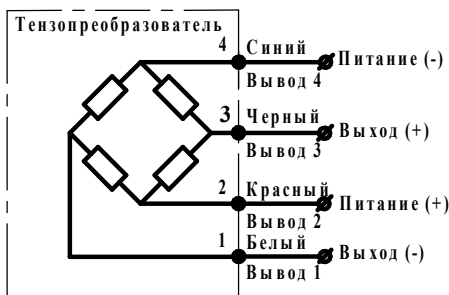 Тензопреобразователь
4 Синий
Питание (-)
Вывод 4
3 Черный
Выход (+)
Вывод 3
2 Красный
Питание (+)
Вывод 2
1 Белый
Выход (-)
Вывод 1